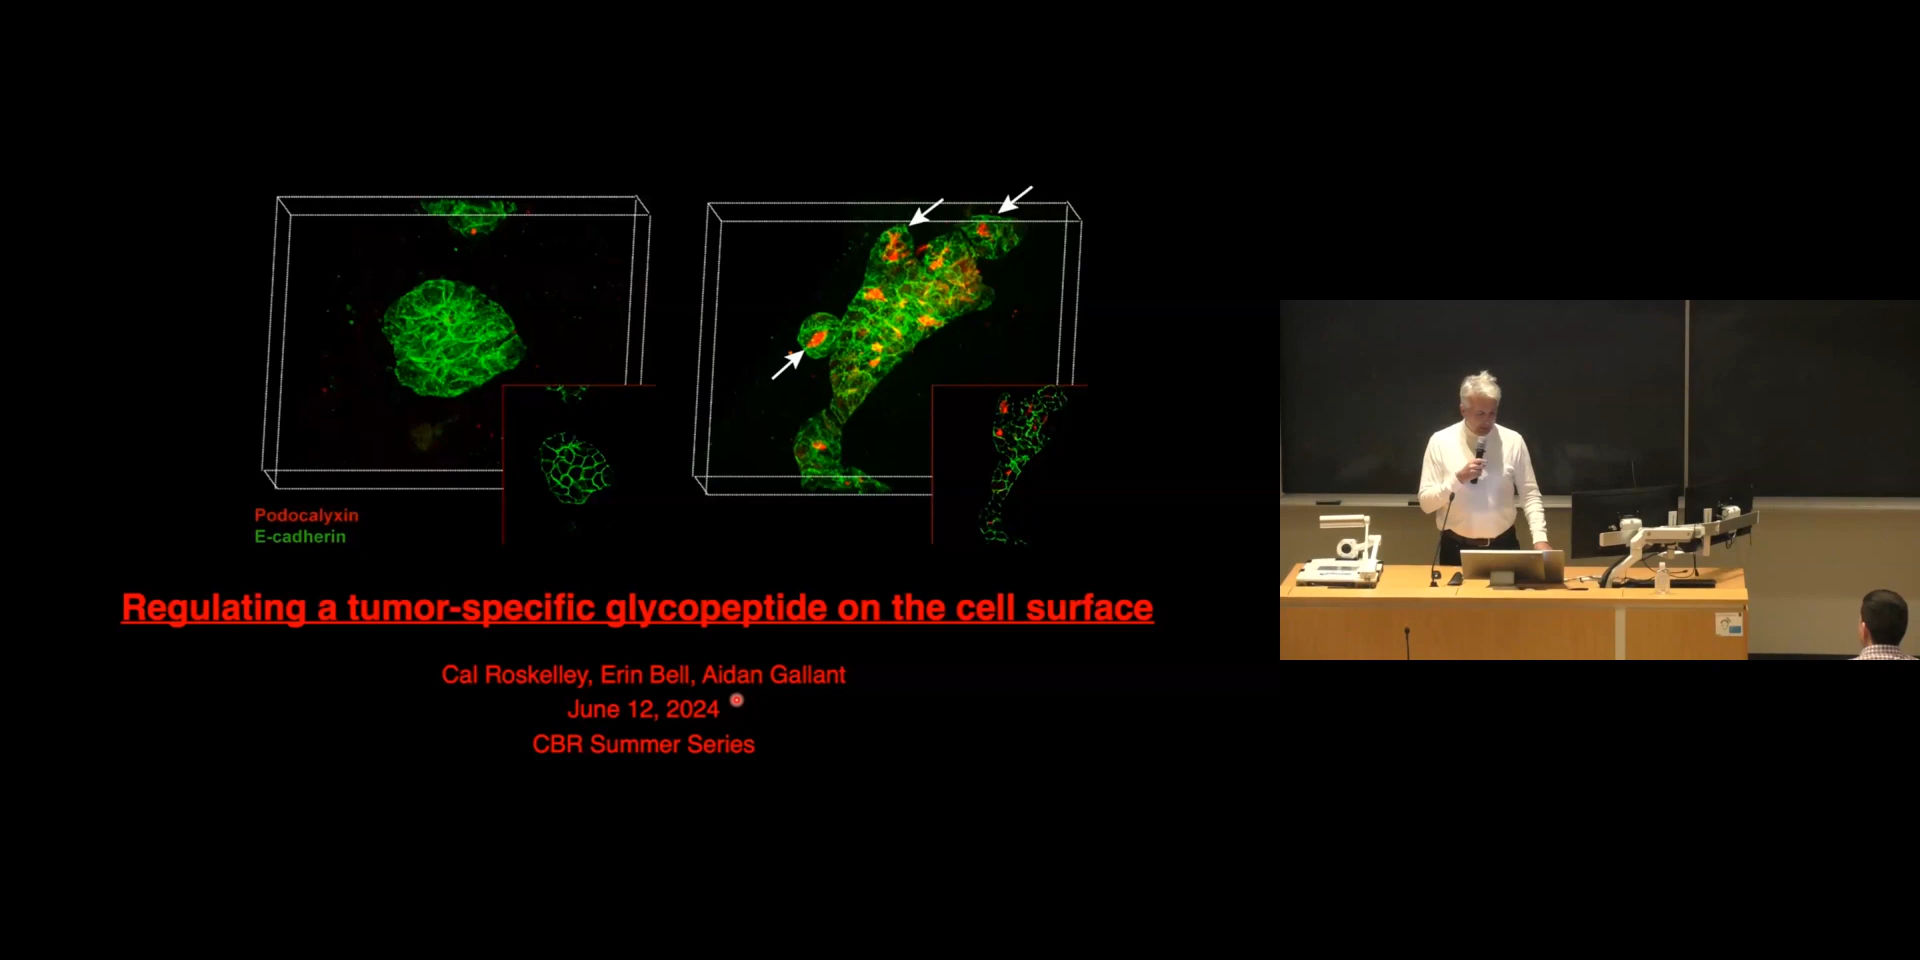 Podocalyxin
E-cadherin
Regulating a tumor-specific glycopeptide on the cell surface
Cal Roskelley, Erin Bell, Aidan Gallant
June 12, 2024
CBR Summer Series